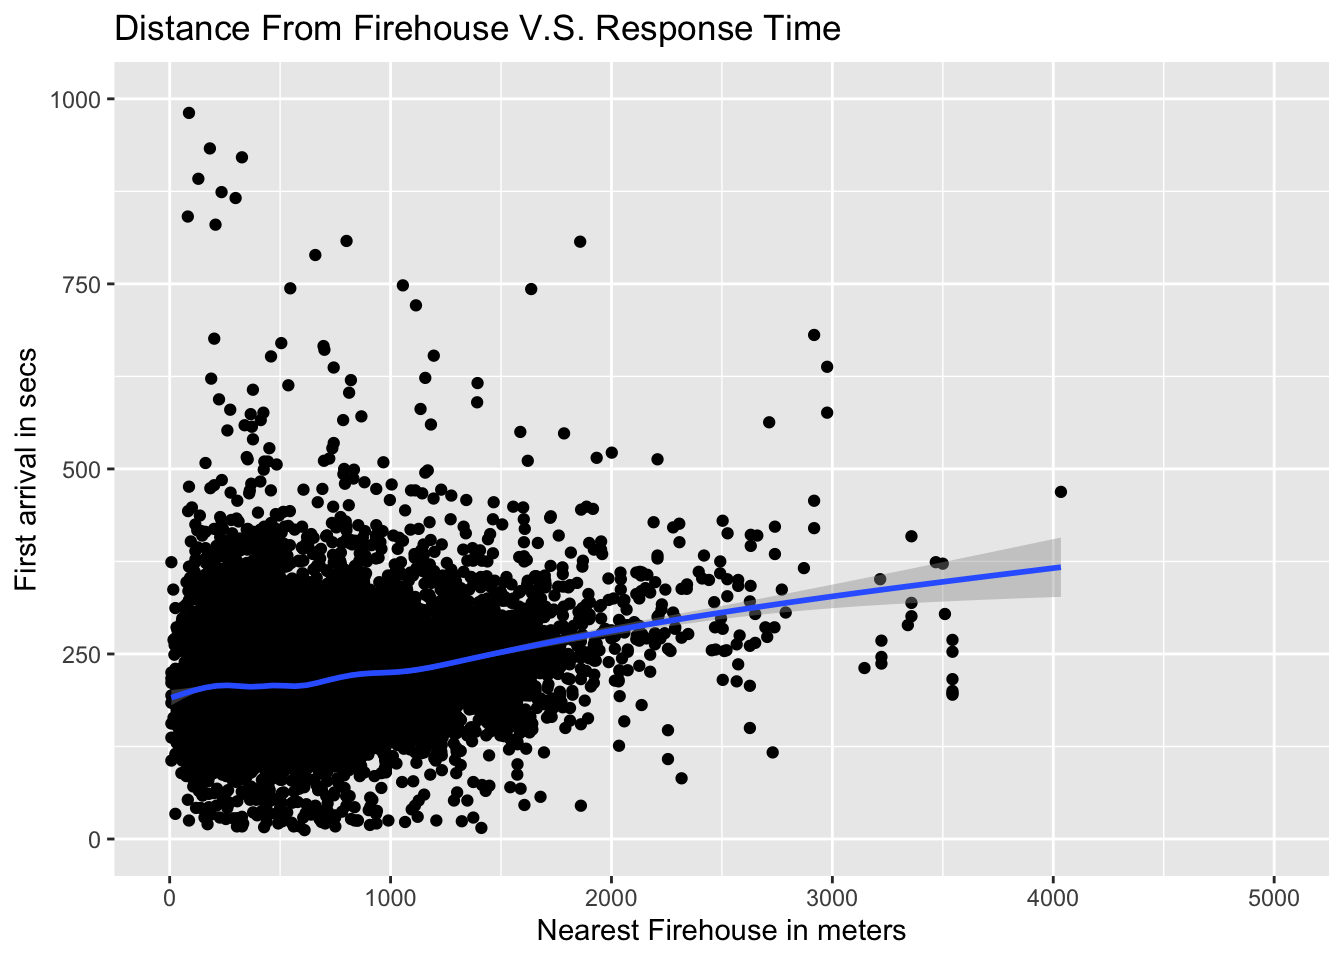 Distance From Firehouse V.S. Response Time
First arrival in secs
1000
750
500
250
0
0 1000 2000 3000 4000 5000
Nearest Firehouse in meters